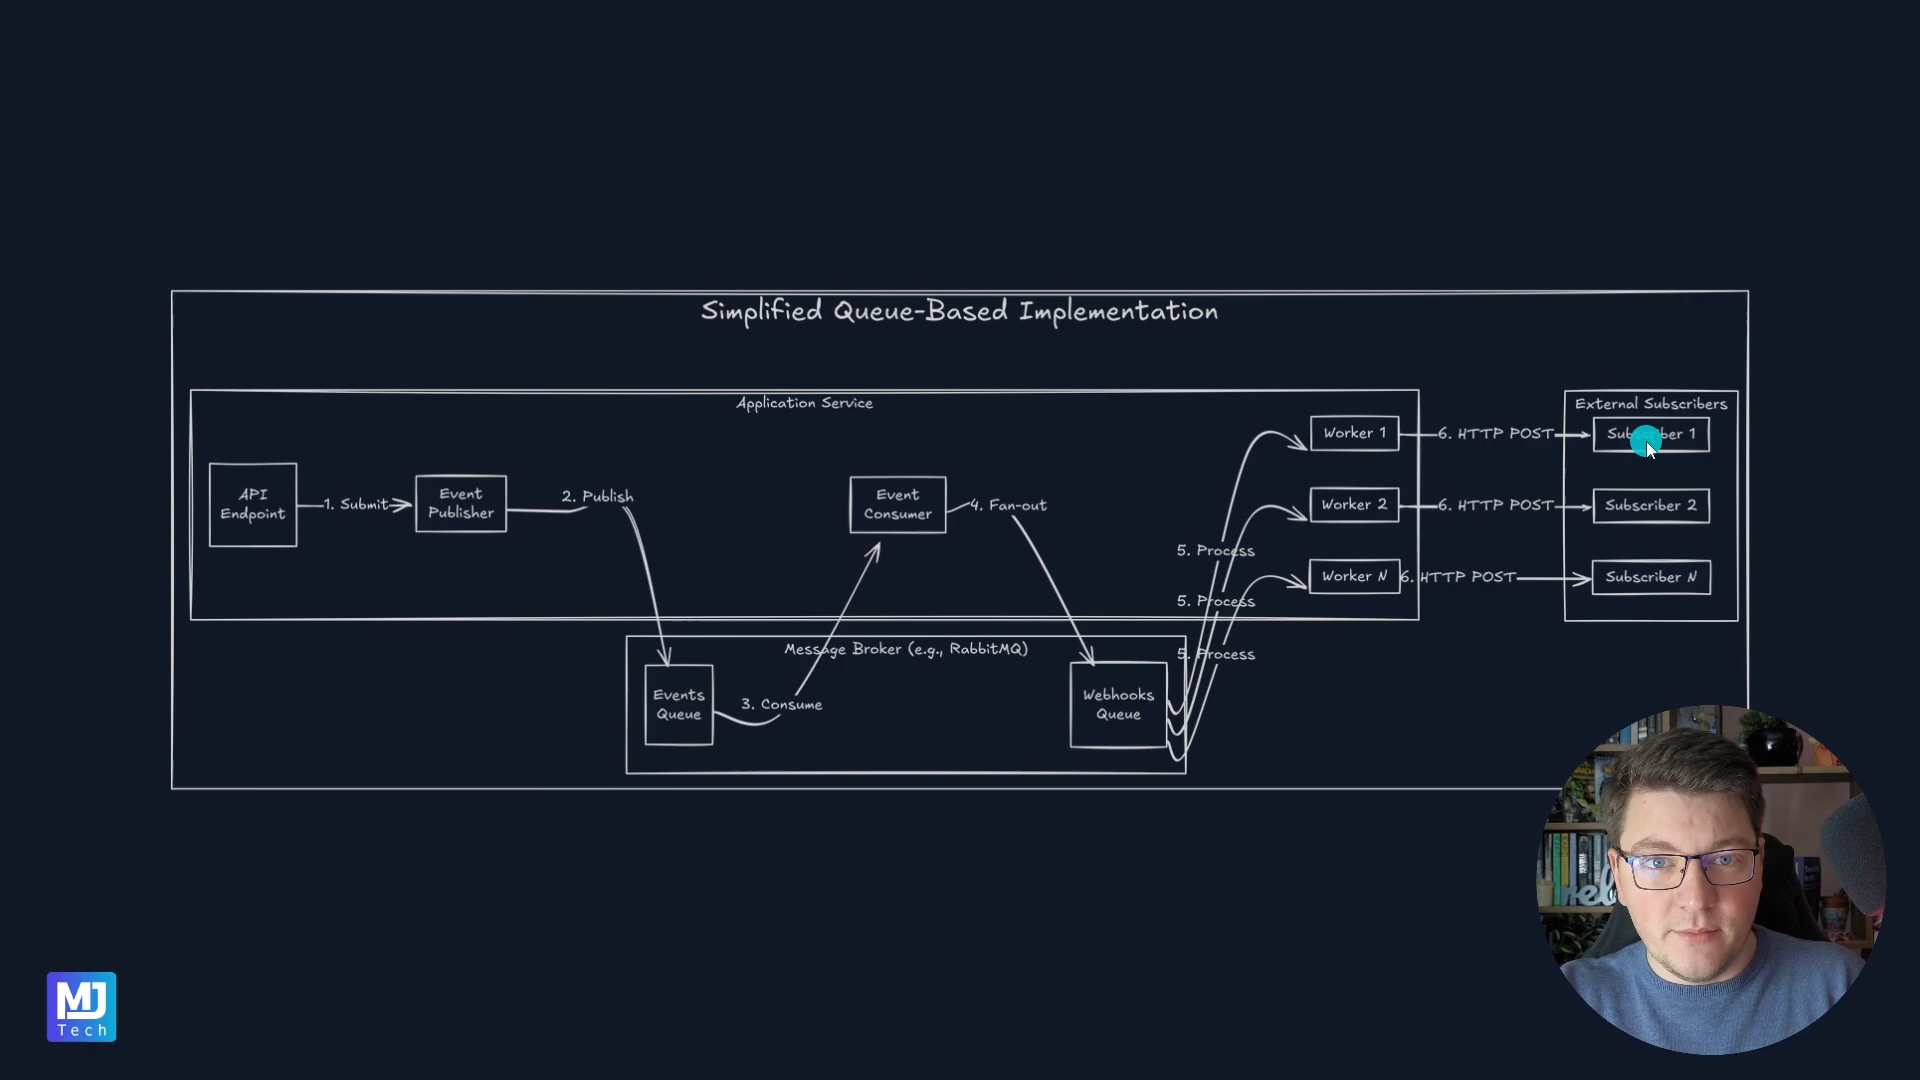 Simplified Queue-Based Implementation
Application Service
External Subscribers
API
Endpoint
1. Submit
Event
Publisher
2. Publish
Event
Consumer
4. Fan-out
Worker 1
6. HTTP POST
Subscriber 1
Worker 2
6. HTTP POST
Subscriber 2
5. Process
Worker N
6. HTTP POST
Subscriber N
5. Process
5. Process
Message Broker (e.g., RabbitMQ)
Events
Queue
3. Consume
Webhooks
Queue
MJ
Tech